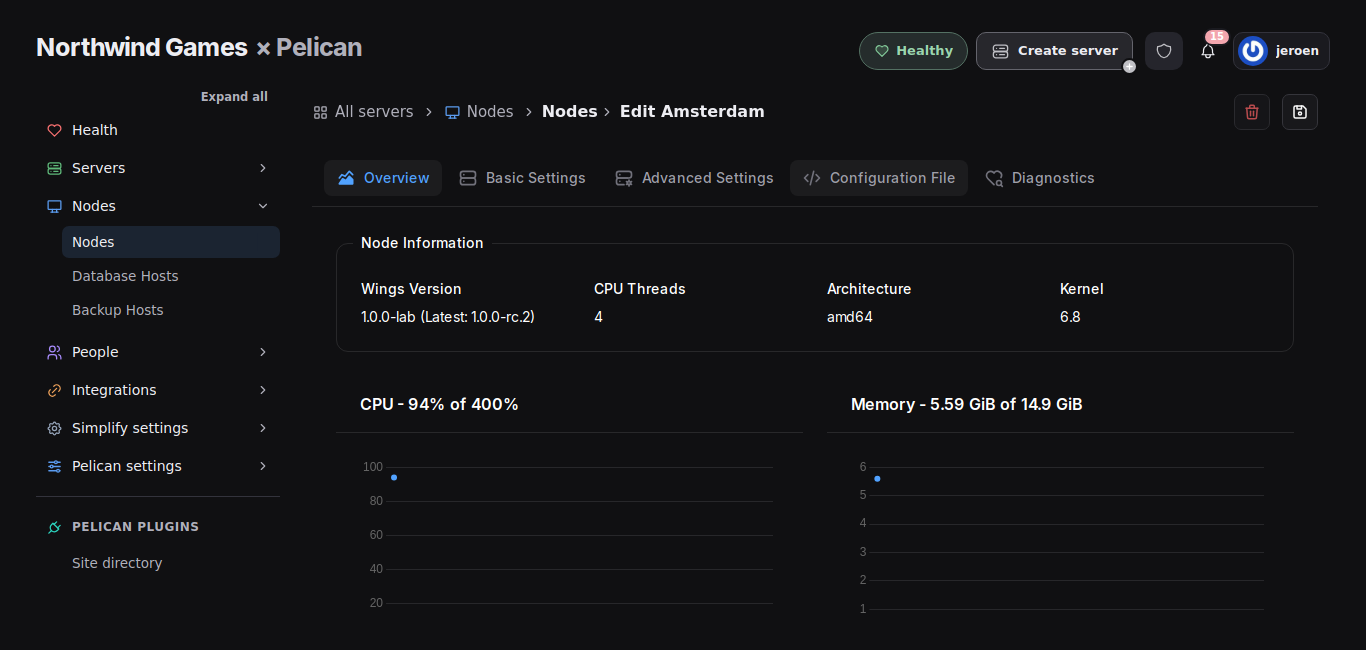 Northwind Games × Pelican
Healthy
Create server
15
jeroen
Expand all
Health
Servers
Nodes
Nodes
Database Hosts
Backup Hosts
People
Integrations
Simplify settings
Pelican settings
PELICAN PLUGINS
Site directory
All servers > Nodes > Nodes > Edit Amsterdam
Overview
Basic Settings
Advanced Settings
Configuration File
Diagnostics
Node Information
Wings Version
1.0.0-lab (Latest: 1.0.0-rc.2)
CPU Threads
4
Architecture
amd64
Kernel
6.8
CPU - 94% of 400%
100
80
60
40
20
Memory - 5.59 GiB of 14.9 GiB
6
5
4
3
2
1